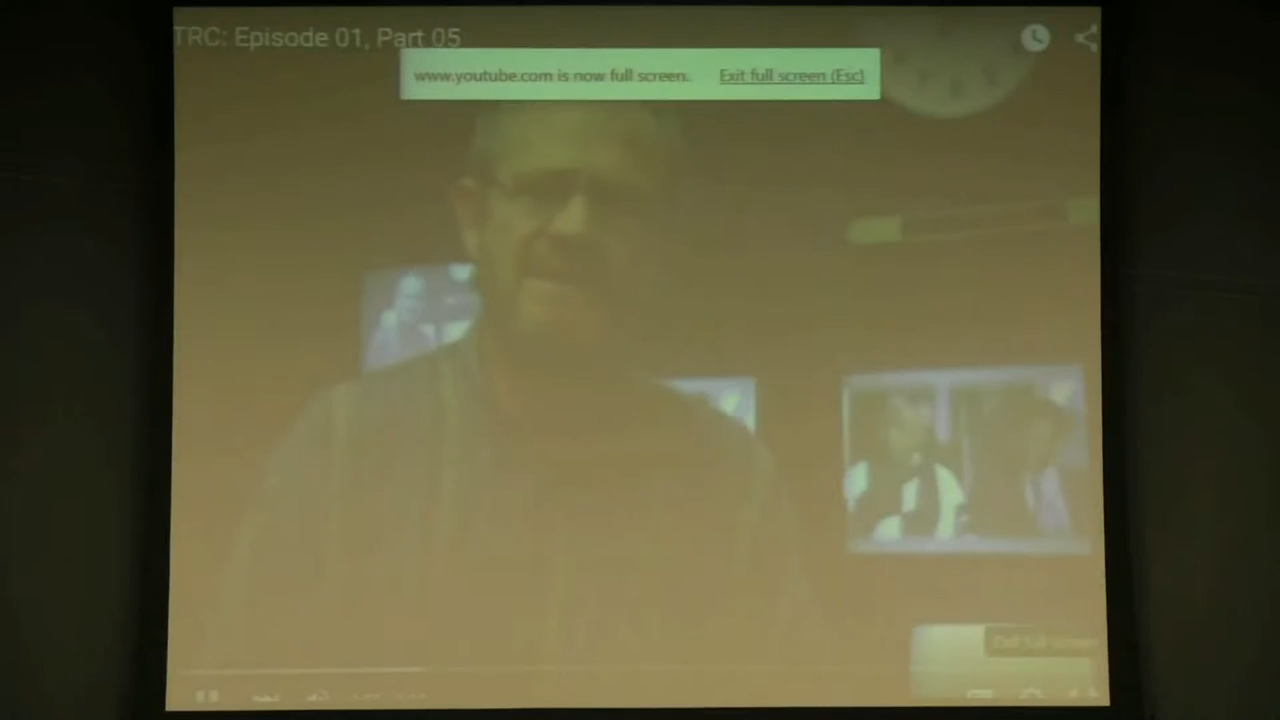 TRC: Episode 01, Part 05
www.youtube.com is now full screen. Exit full screen (Esc)